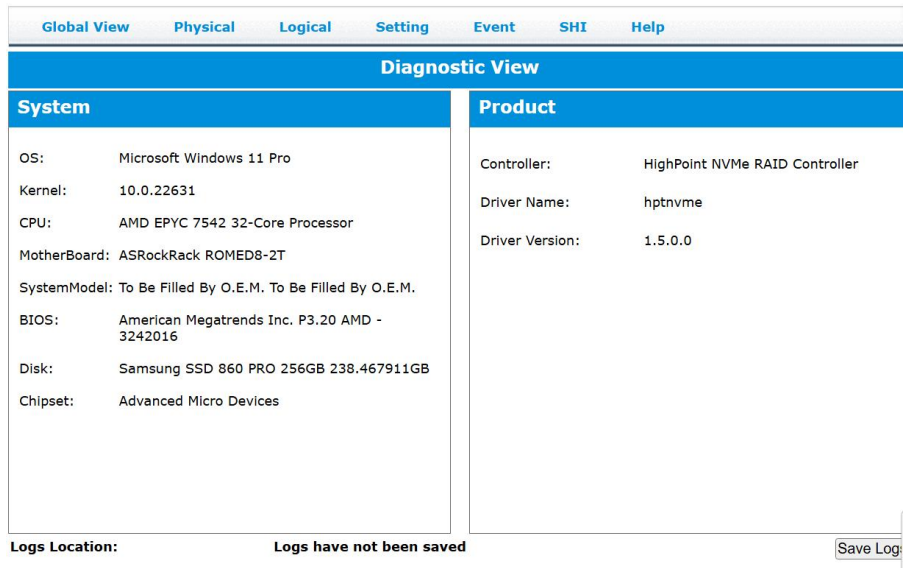 Global View Physical Logical Setting Event SHI Help
Diagnostic View
System
OS: Microsoft Windows 11 Pro
Kernel: 10.0.22631
CPU: AMD EPYC 7542 32-Core Processor
MotherBoard: ASRockRack ROMED8-2T
SystemModel: To Be Filled By O.E.M. To Be Filled By O.E.M.
BIOS: American Megatrends Inc. P3.20 AMD -
3242016
Disk: Samsung SSD 860 PRO 256GB 238.467911GB
Chipset: Advanced Micro Devices
Product
Controller: HighPoint NVMe RAID Controller
Driver Name: hptnvme
Driver Version: 1.5.0.0
Logs Location: Logs have not been saved
Save Logs